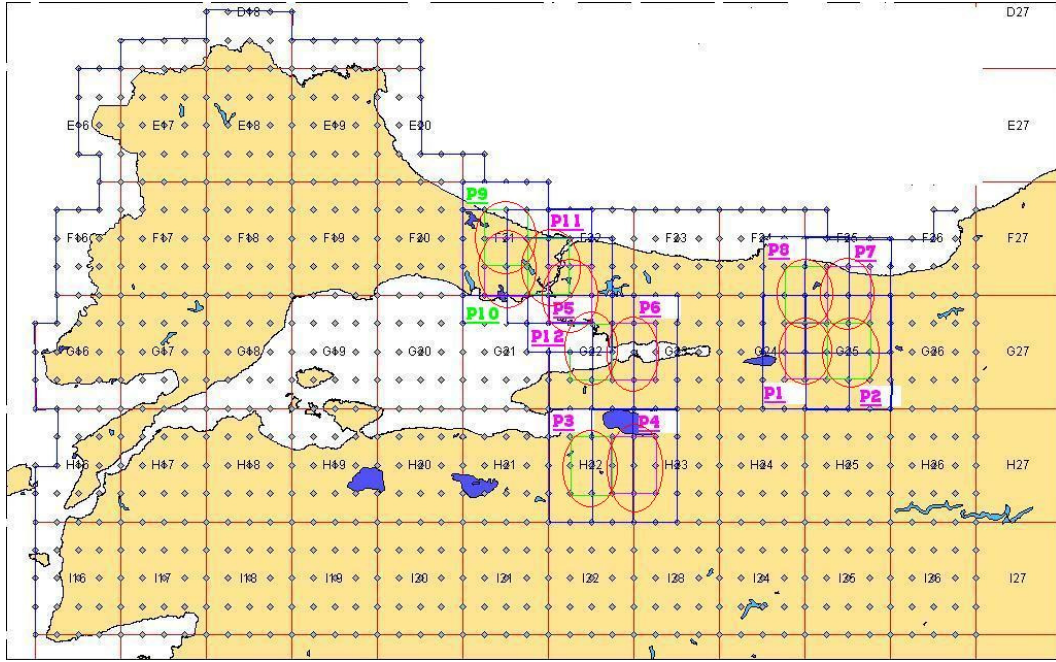 D18 D27
E16 E17 E18 E19 E20 E27
P9
P11
F16 F17 F18 F19 F20 F21 F22 F23 F24 F25 F26 F27
P8 P7
P10 P5 P6
P12
G16 G17 G18 G19 G20 G21 G22 G23 G24 G25 G26 G27
P1 P2
P3 P4
H16 H17 H18 H19 H20 H21 H22 H23 H24 H25 H26 H27
I16 I17 I18 I19 I20 I21 I22 I23 I24 I25 I26 I27